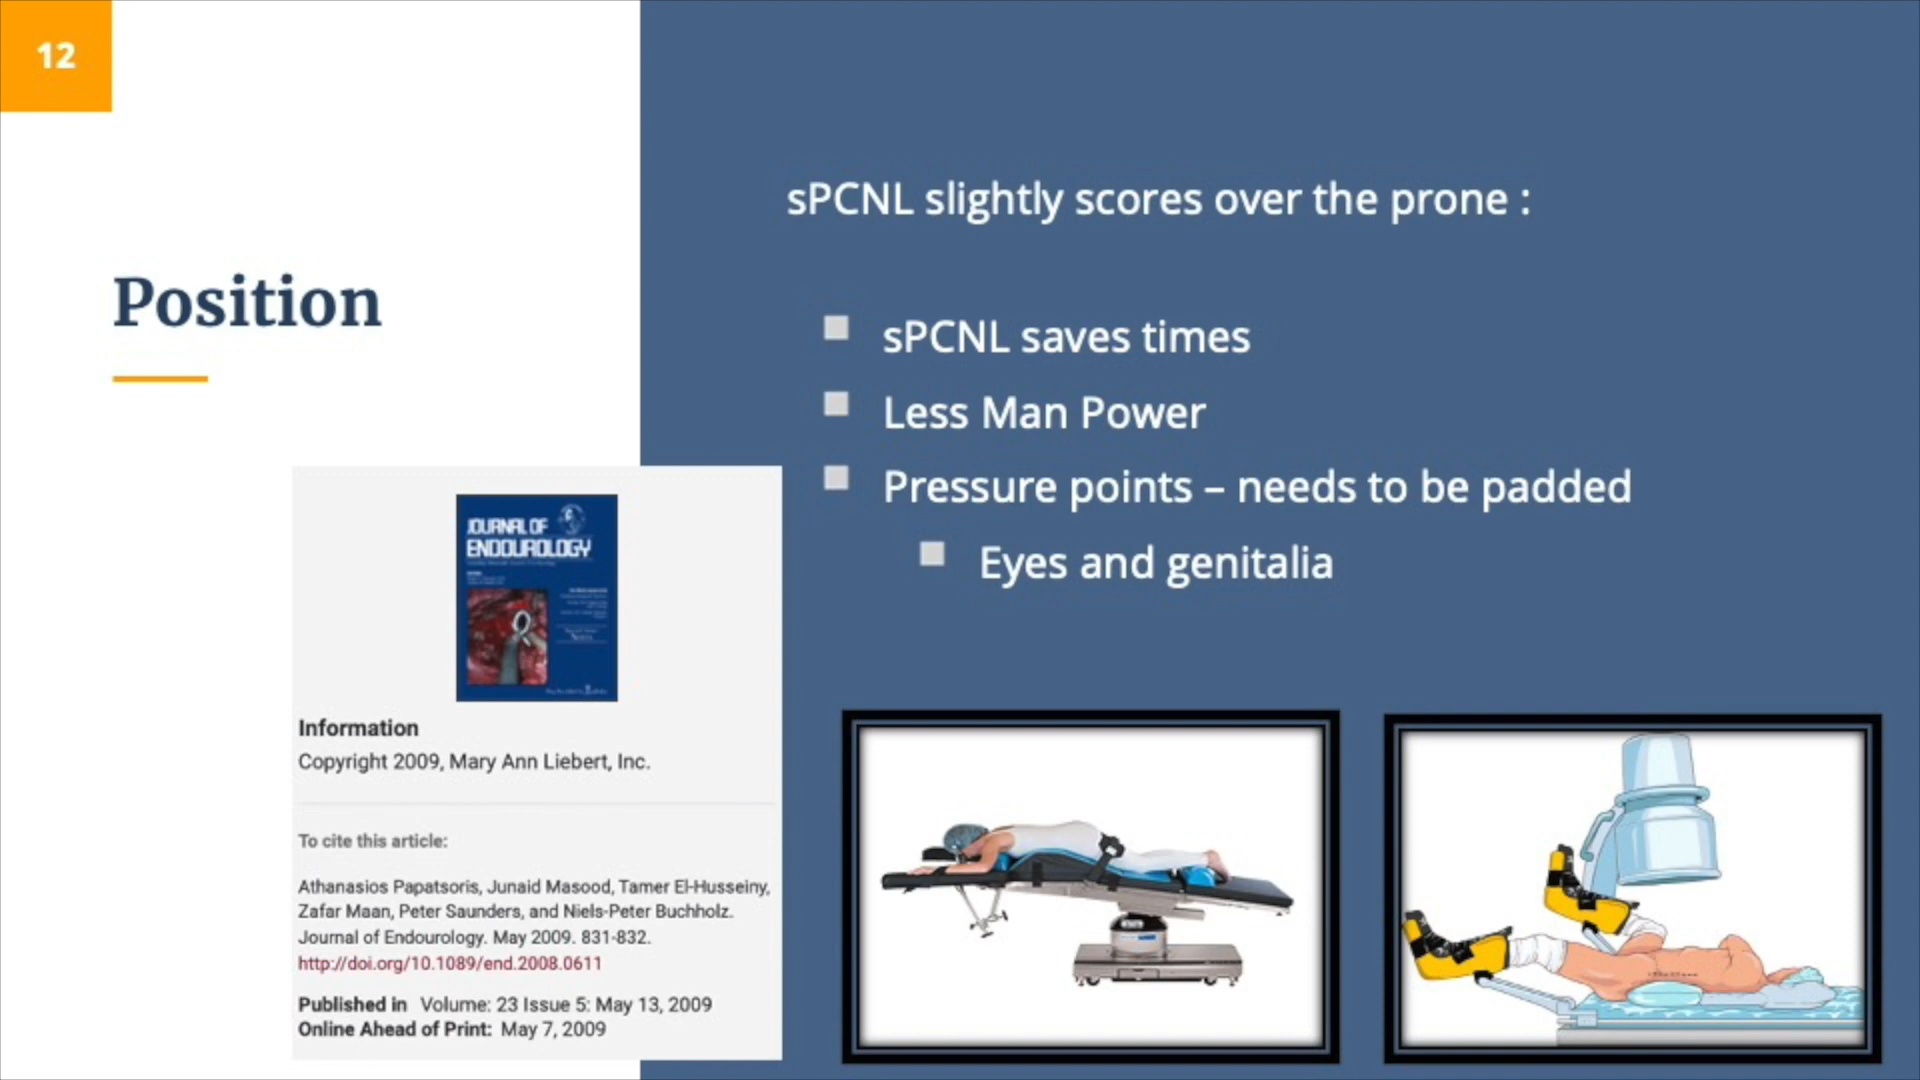 12
Position
sPCNL slightly scores over the prone :
sPCNL saves times
Less Man Power
Pressure points – needs to be padded
Eyes and genitalia
JOURNAL OF
ENDOUROLOGY
Information
Copyright 2009, Mary Ann Liebert, Inc.
To cite this article:
Athanasios Papatsoris, Junaid Masood, Tamer El-Husseiny,
Zafar Maan, Peter Saunders, and Niels-Peter Buchholz.
Journal of Endourology. May 2009. 831-832.
http://doi.org/10.1089/end.2008.0611
Published in Volume: 23 Issue 5: May 13, 2009
Online Ahead of Print: May 7, 2009